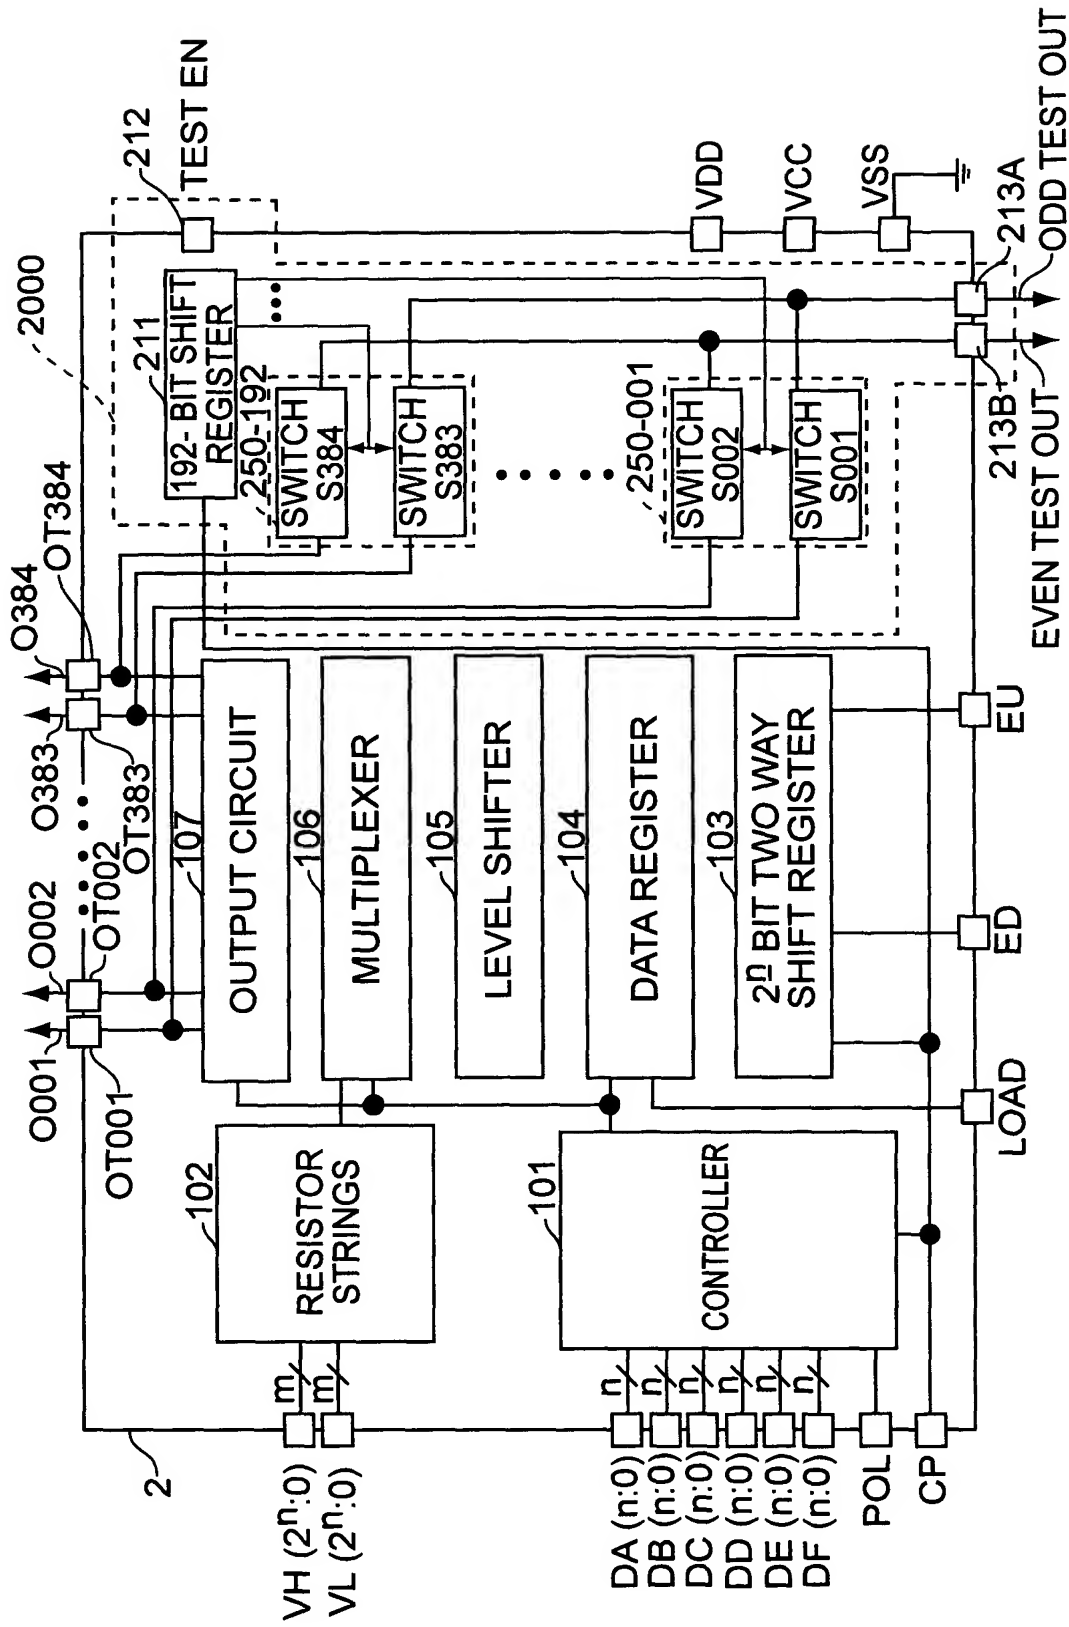 O001
OT001
O002
OT002
O383
OT383
O384
OT384
2000
212
TEST EN
2
102
RESISTOR
STRINGS
VH (2n:0)
m
VL (2n:0)
m
107
OUTPUT CIRCUIT
106
MULTIPLEXER
105
LEVEL SHIFTER
104
DATA REGISTER
103
2n BIT TWO WAY
SHIFT REGISTER
101
CONTROLLER
DA (n:0)
n
DB (n:0)
n
DC (n:0)
n
DD (n:0)
n
DE (n:0)
n
DF (n:0)
n
POL
CP
LOAD
ED
EU
211
192- BIT SHIFT
REGISTER
250-192
SWITCH
S384
SWITCH
S383
250-001
SWITCH
S002
SWITCH
S001
VDD
VCC
VSS
213B
213A
EVEN TEST OUT
ODD TEST OUT